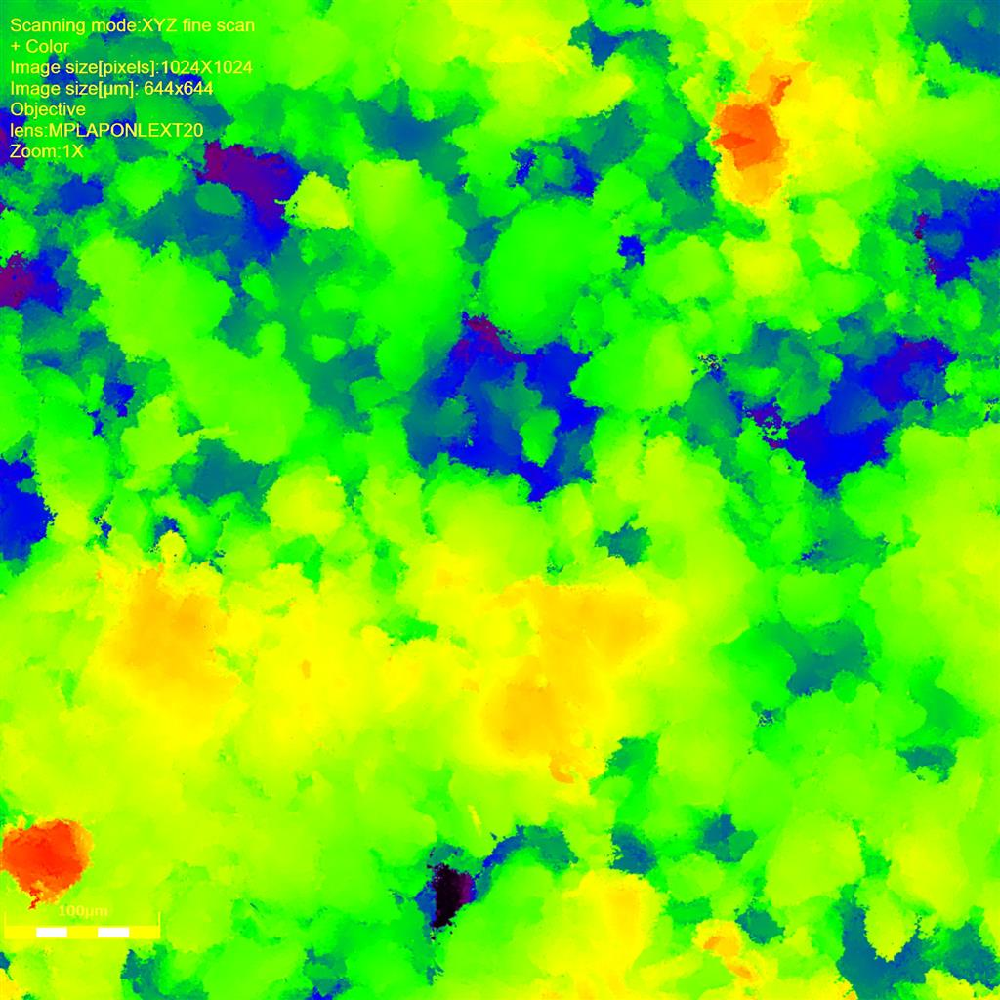 Scanning mode:XYZ fine scan
+ Color
Image size[pixels]:1024X1024
Image size[µm]: 644x644
Objective
lens:MPLAPONLEXT20
Zoom:1X
100µm